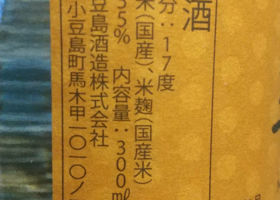 酒
分：17度
米(国産)、米麹(国産米)
55% 内容量：300ml
豆島酒造株式会社
小豆島町馬木甲一〇一〇ノ